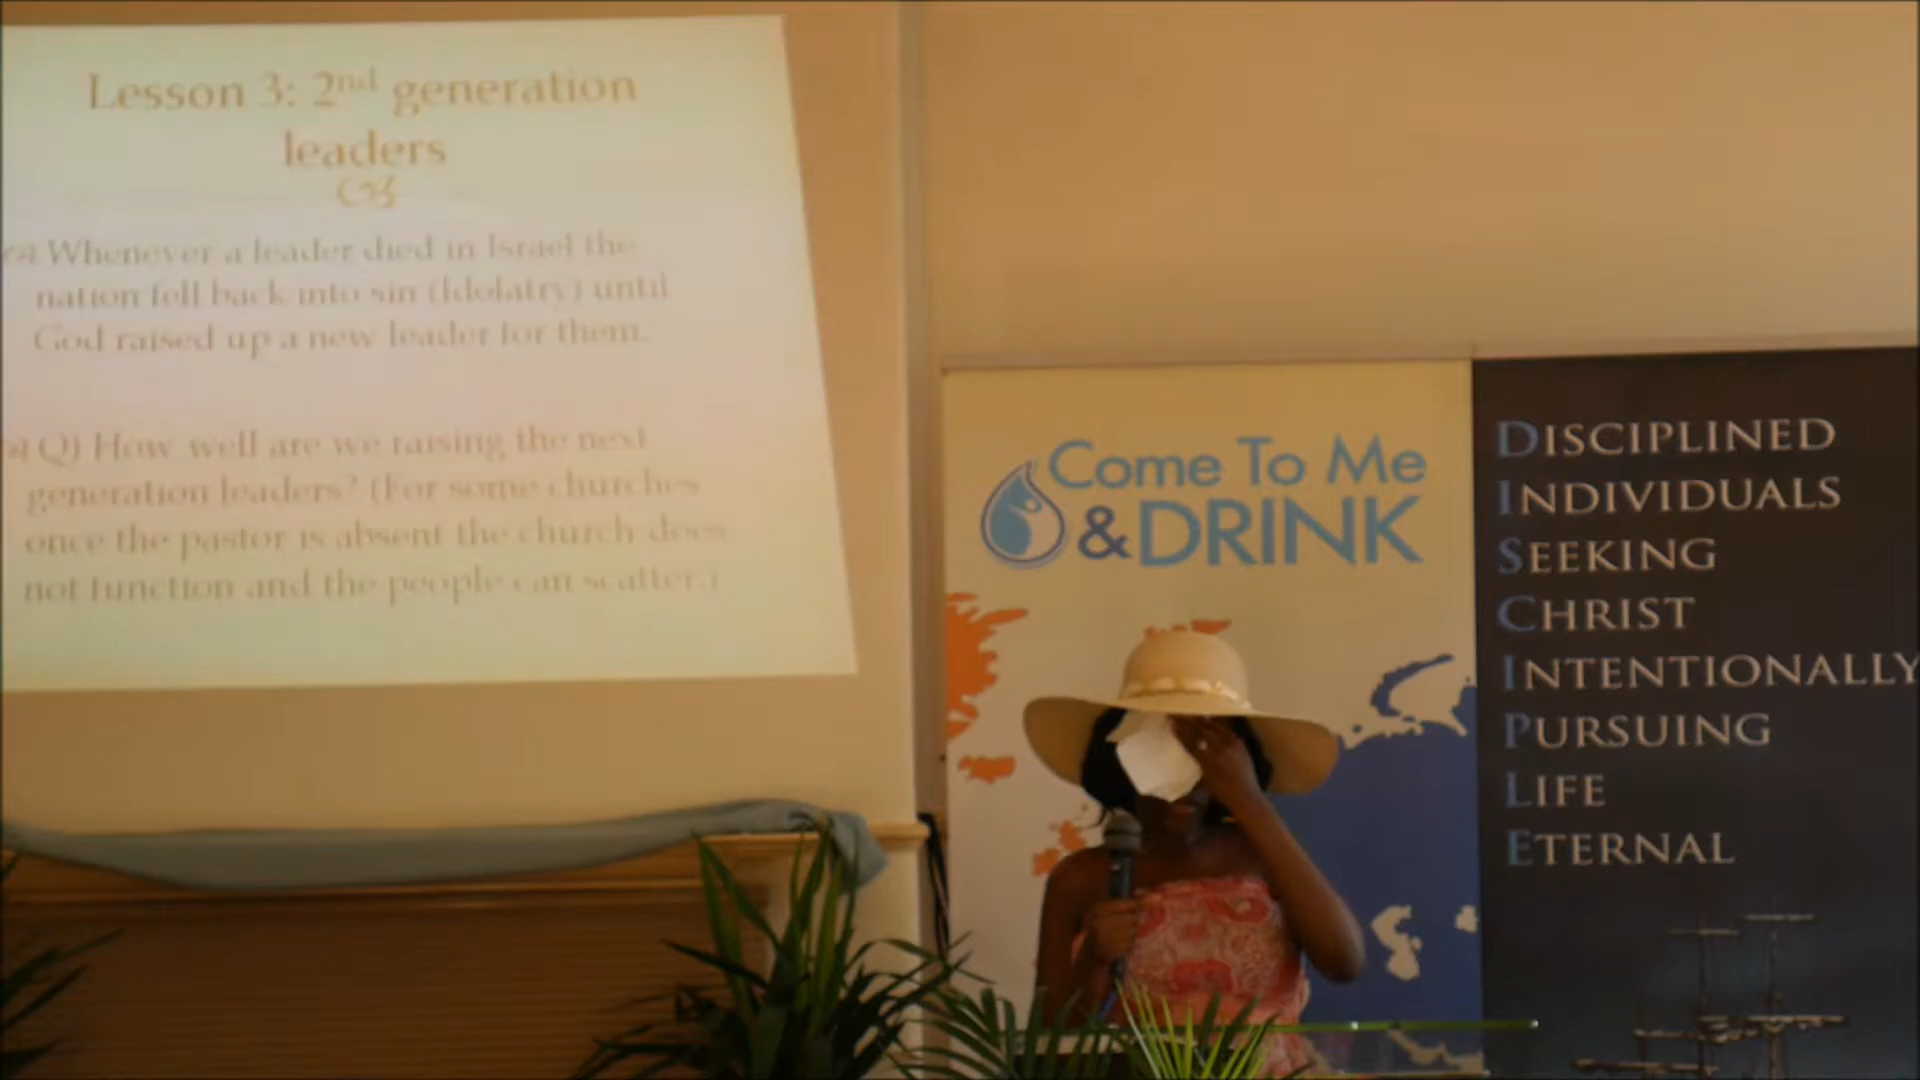 Lesson 3: 2nd generation
leaders
Whenever a leader died in Israel the
nation fell back into sin (Idolatry) until
God raised up a new leader for them.
Q) How well are we raising the next
generation leaders? (For some churches
once the pastor is absent the church does
not function and the people can scatter.)
Come To Me
& DRINK
DISCIPLINED
INDIVIDUALS
SEEKING
CHRIST
INTENTIONALLY
PURSUING
LIFE
ETERNAL